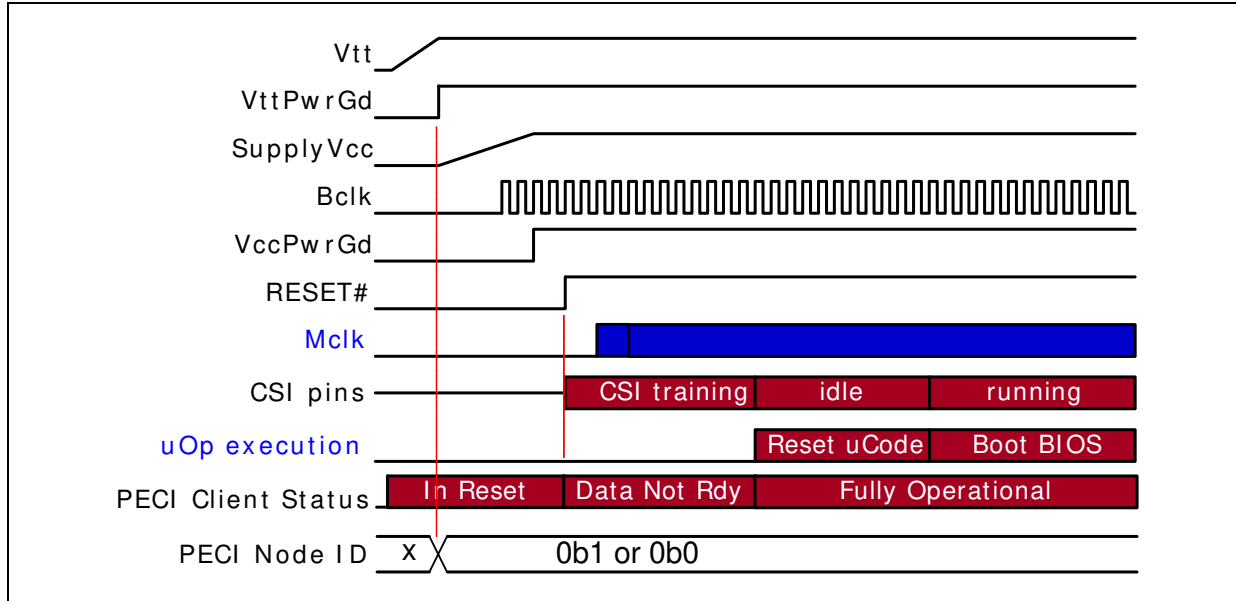 Vtt
VttPwrGd
SupplyVcc
Bclk
VccPwrGd
RESET#
Mclk
CSI pins CSI training idle running
uOp execution Reset uCode Boot BIOS
PECI Client Status In Reset Data Not Rdy Fully Operational
PECI Node ID x 0b1 or 0b0